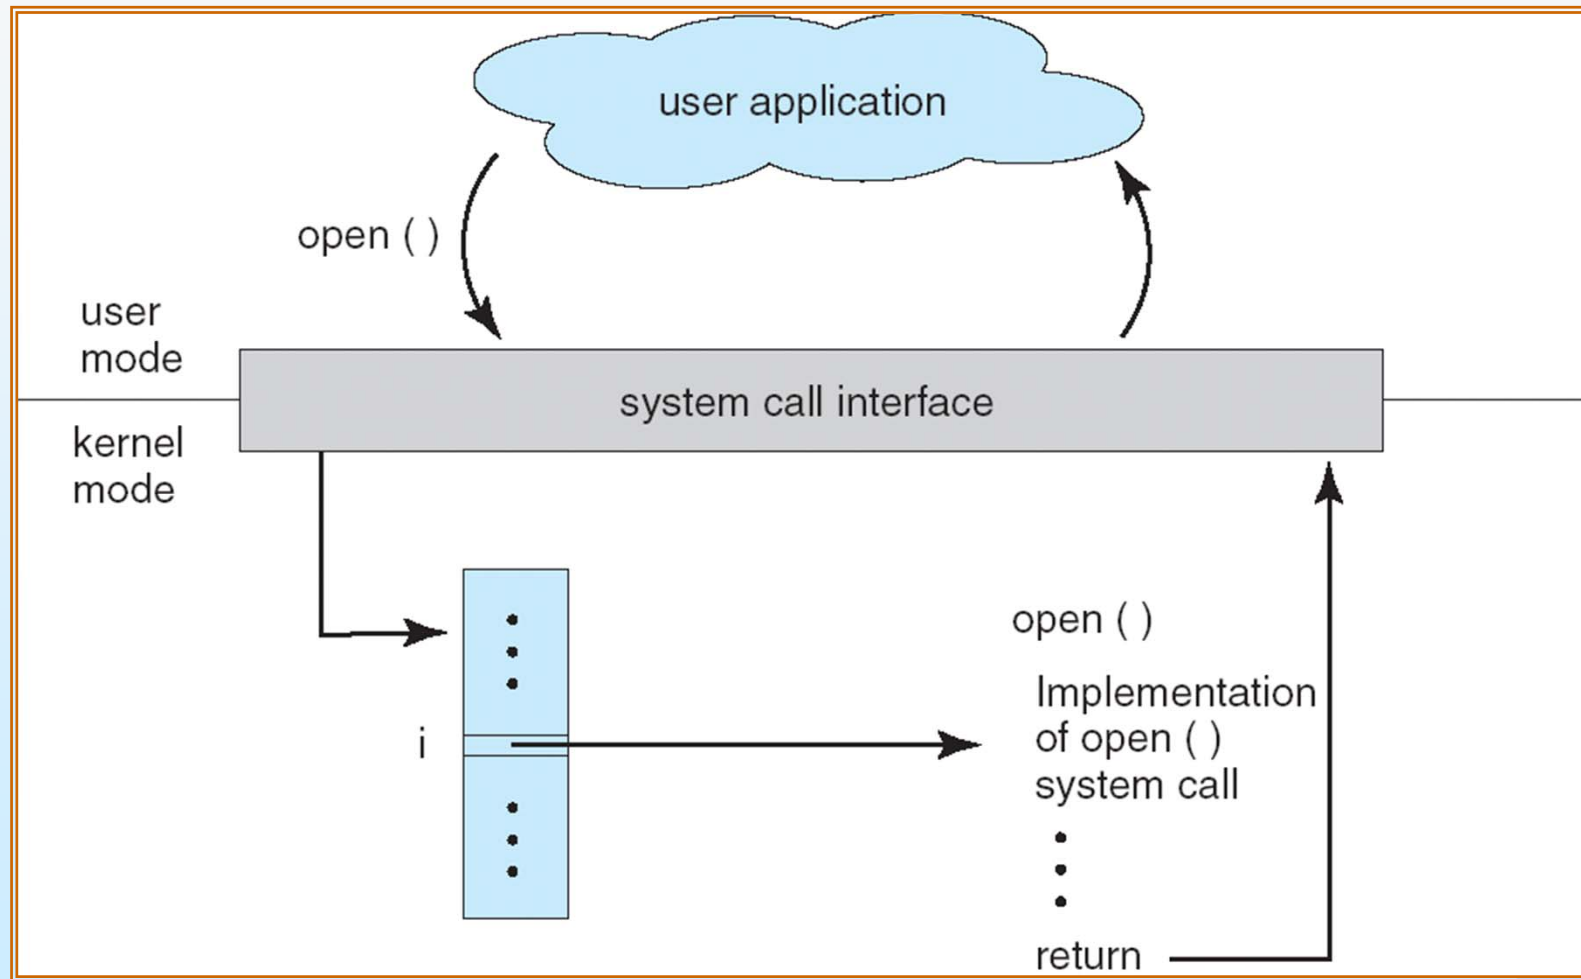 user application
open ( )
user
mode
system call interface
kernel
mode
open ( )
Implementation
of open ( )
system call
i
return